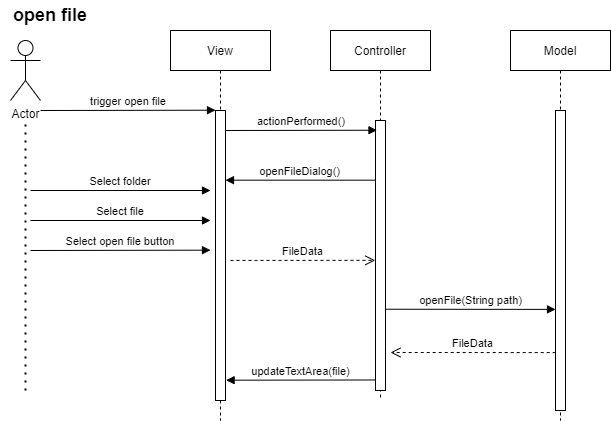 open file
View
Controller
Model
Actor
trigger open file
actionPerformed()
openFileDialog()
Select folder
Select file
Select open file button
FileData
openFile(String path)
FileData
updateTextArea(file)